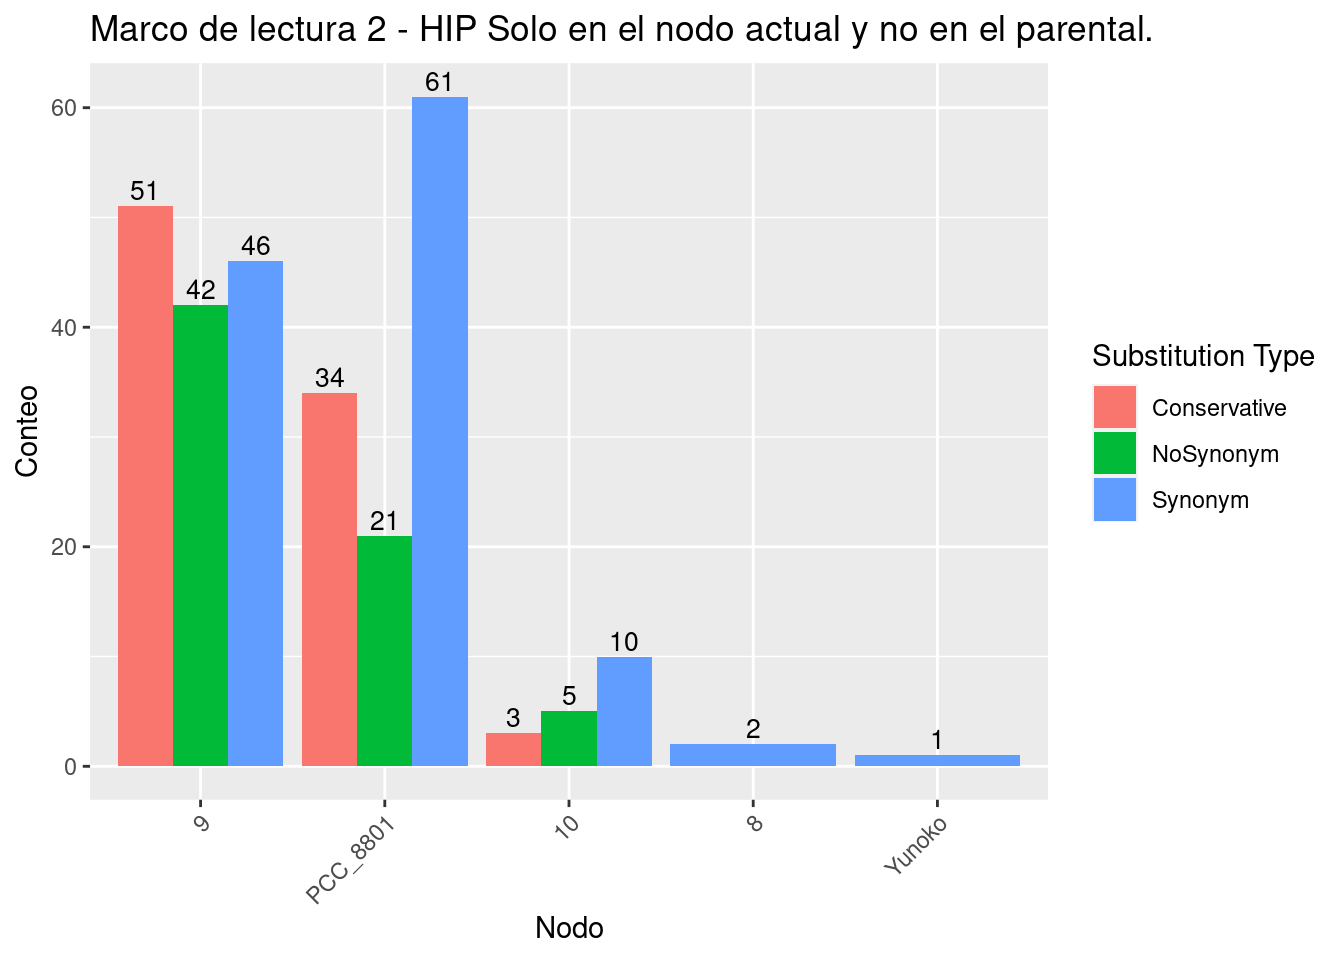 Marco de lectura 2 - HIP Solo en el nodo actual y no en el parental.
61
60
51
46
42
40
34
21
20
10
5
3
2
1
0
Conteo
9
PCC_8801
10
8
Yunoko
Nodo
Substitution Type
Conservative
NoSynonym
Synonym